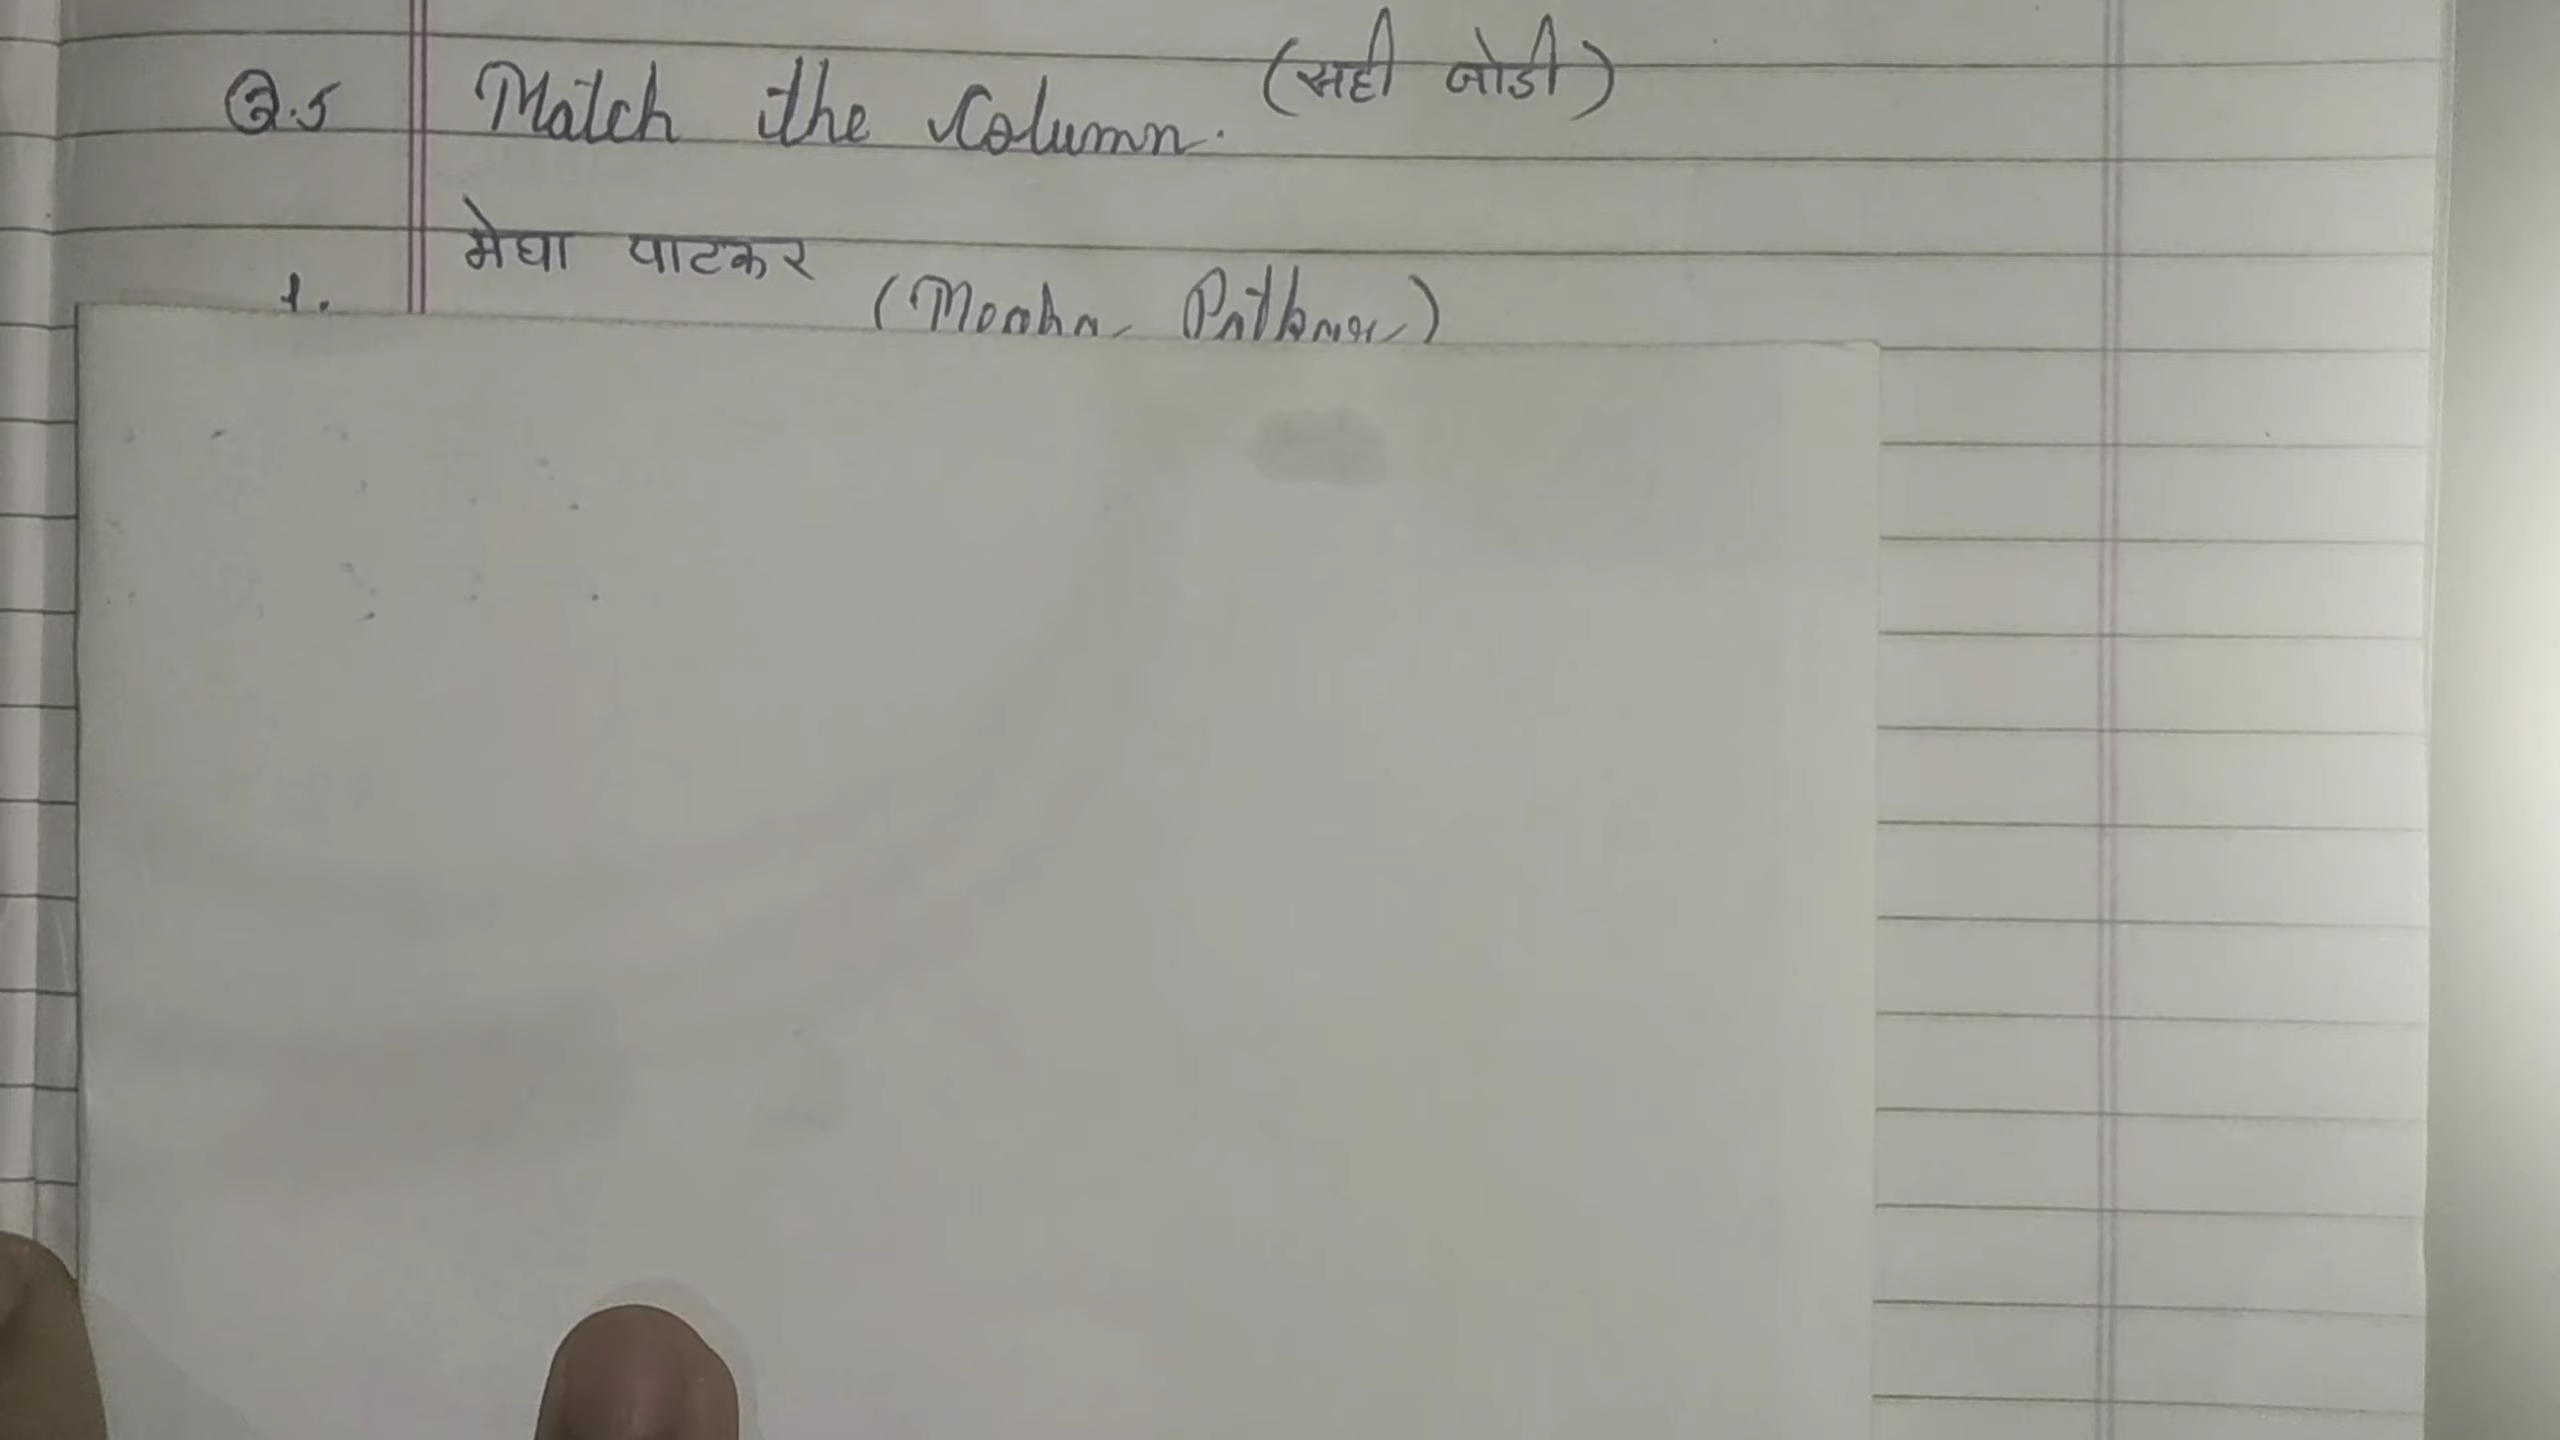 Q.5 Match the Column. (सही जोडी)
मेघा पाटकर
1. (Megha Patkar)